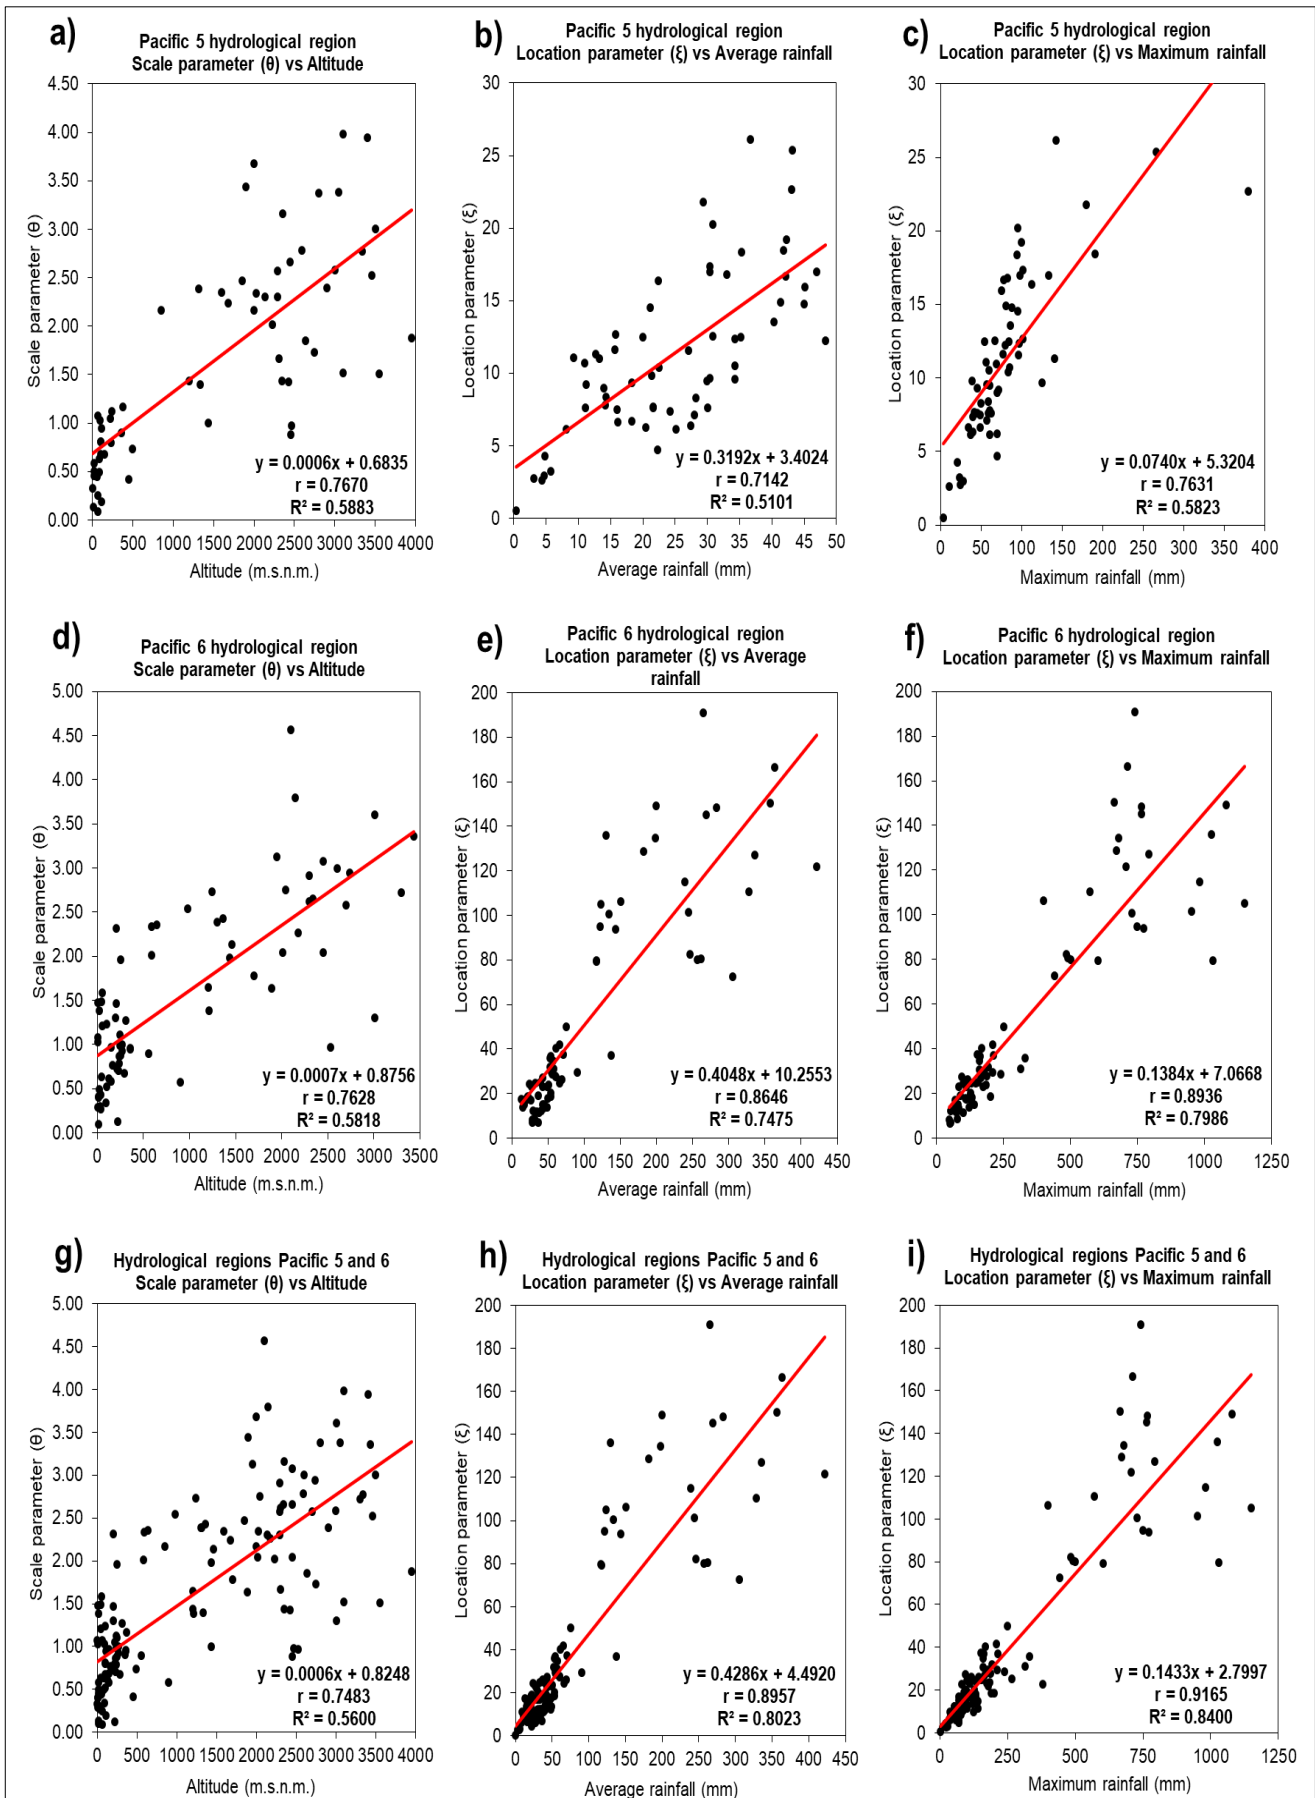 a)
Pacific 5 hydrological region
Scale parameter (θ) vs Altitude
4.50
4.00
3.50
3.00
2.50
2.00
1.50
1.00
0.50
0.00
Scale parameter (θ)
y = 0.0006x + 0.6835
r = 0.7670
R² = 0.5883
0 500 1000 1500 2000 2500 3000 3500 4000
Altitude (m.s.n.m.)
b)
Pacific 5 hydrological region
Location parameter (ξ) vs Average rainfall
30
25
20
15
10
5
0
Location parameter (ξ)
y = 0.3192x + 3.4024
r = 0.7142
R² = 0.5101
0 5 10 15 20 25 30 35 40 45 50
Average rainfall (mm)
c)
Pacific 5 hydrological region
Location parameter (ξ) vs Maximum rainfall
30
25
20
15
10
5
0
Location parameter (ξ)
y = 0.0740x + 5.3204
r = 0.7631
R² = 0.5823
0 50 100 150 200 250 300 350 400
Maximum rainfall (mm)
d)
Pacific 6 hydrological region
Scale parameter (θ) vs Altitude
5.00
4.50
4.00
3.50
3.00
2.50
2.00
1.50
1.00
0.50
0.00
Scale parameter (θ)
y = 0.0007x + 0.8756
r = 0.7628
R² = 0.5818
0 500 1000 1500 2000 2500 3000 3500
Altitude (m.s.n.m.)
e)
Pacific 6 hydrological region
Location parameter (ξ) vs Average
rainfall
200
180
160
140
120
100
80
60
40
20
0
Location parameter (ξ)
y = 0.4048x + 10.2553
r = 0.8646
R² = 0.7475
0 50 100 150 200 250 300 350 400 450
Average rainfall (mm)
f)
Pacific 6 hydrological region
Location parameter (ξ) vs Maximum rainfall
200
180
160
140
120
100
80
60
40
20
0
Location parameter (ξ)
y = 0.1384x + 7.0668
r = 0.8936
R² = 0.7986
0 250 500 750 1000 1250
Maximum rainfall (mm)
g)
Hydrological regions Pacific 5 and 6
Scale parameter (θ) vs Altitude
5.00
4.50
4.00
3.50
3.00
2.50
2.00
1.50
1.00
0.50
0.00
Scale parameter (θ)
y = 0.0006x + 0.8248
r = 0.7483
R² = 0.5600
0 500 1000 1500 2000 2500 3000 3500 4000
Altitude (m.s.n.m.)
h)
Hydrological regions Pacific 5 and 6
Location parameter (ξ) vs Average rainfall
200
180
160
140
120
100
80
60
40
20
0
Location parameter (ξ)
y = 0.4286x + 4.4920
r = 0.8957
R² = 0.8023
0 50 100 150 200 250 300 350 400 450
Average rainfall (mm)
i)
Hydrological regions Pacific 5 and 6
Location parameter (ξ) vs Maximum rainfall
200
180
160
140
120
100
80
60
40
20
0
Location parameter (ξ)
y = 0.1433x + 2.7997
r = 0.9165
R² = 0.8400
0 250 500 750 1000 1250
Maximum rainfall (mm)